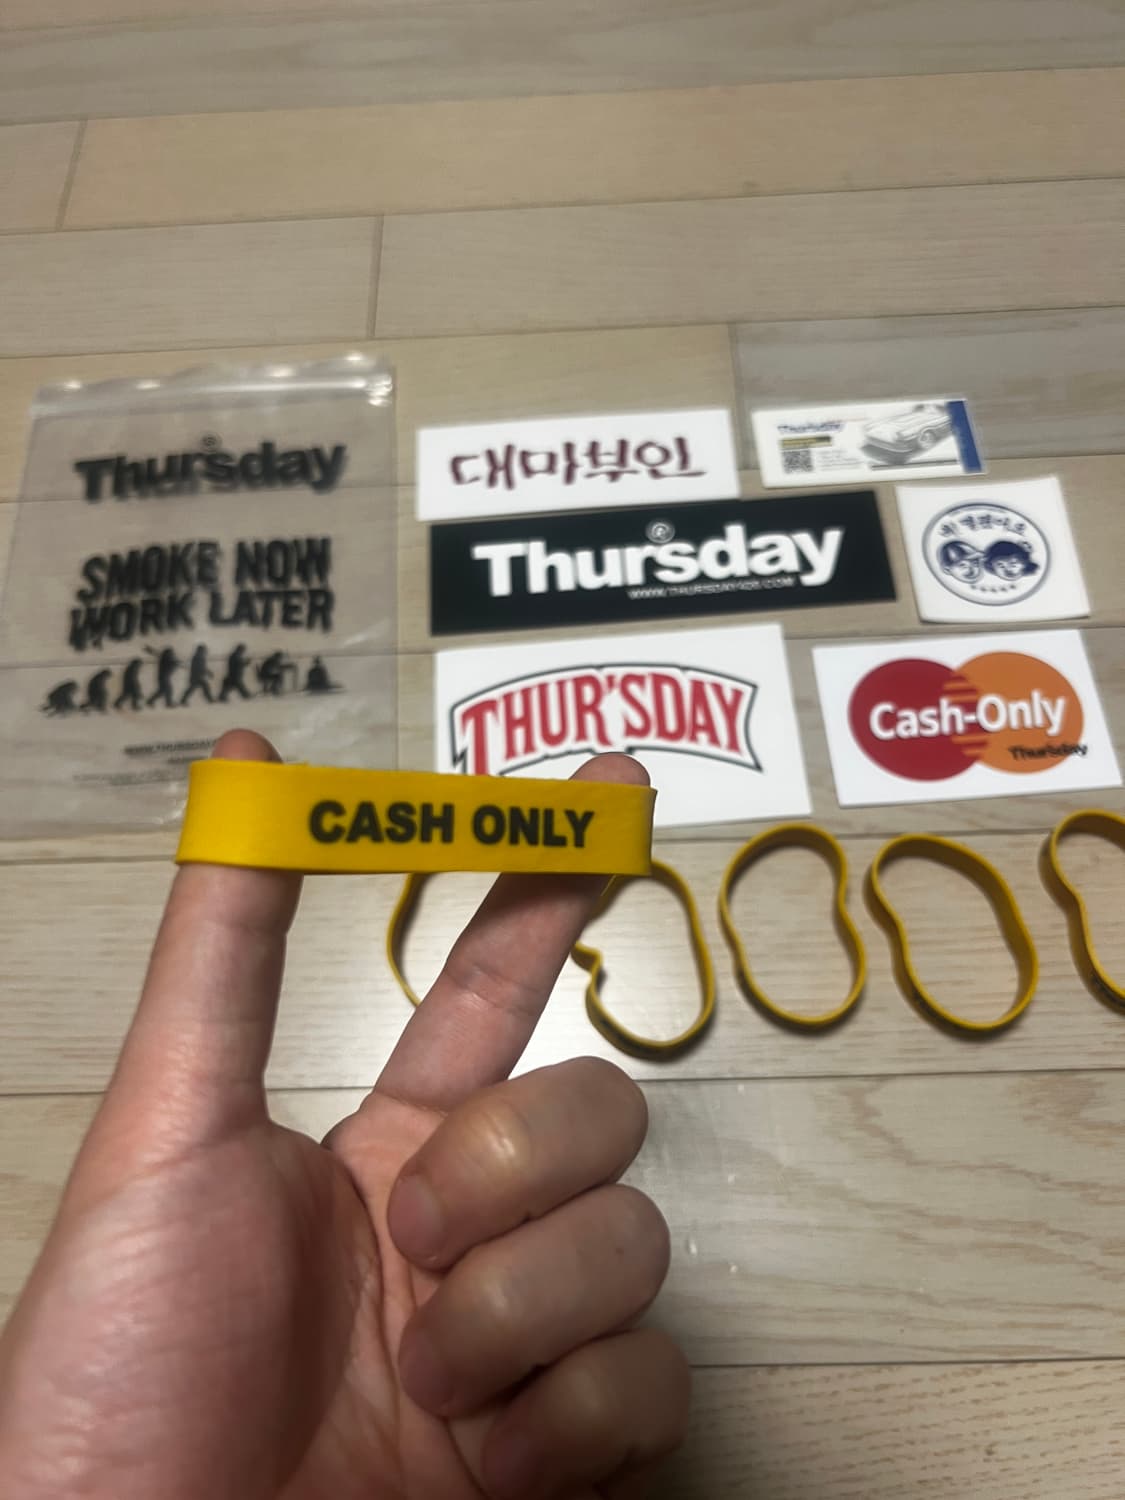 Thursday
SMOKE NOW
WORK LATER
대마부인
Thursday
Thursday
THUR'SDAY
Cash-Only
Thursday
CASH ONLY